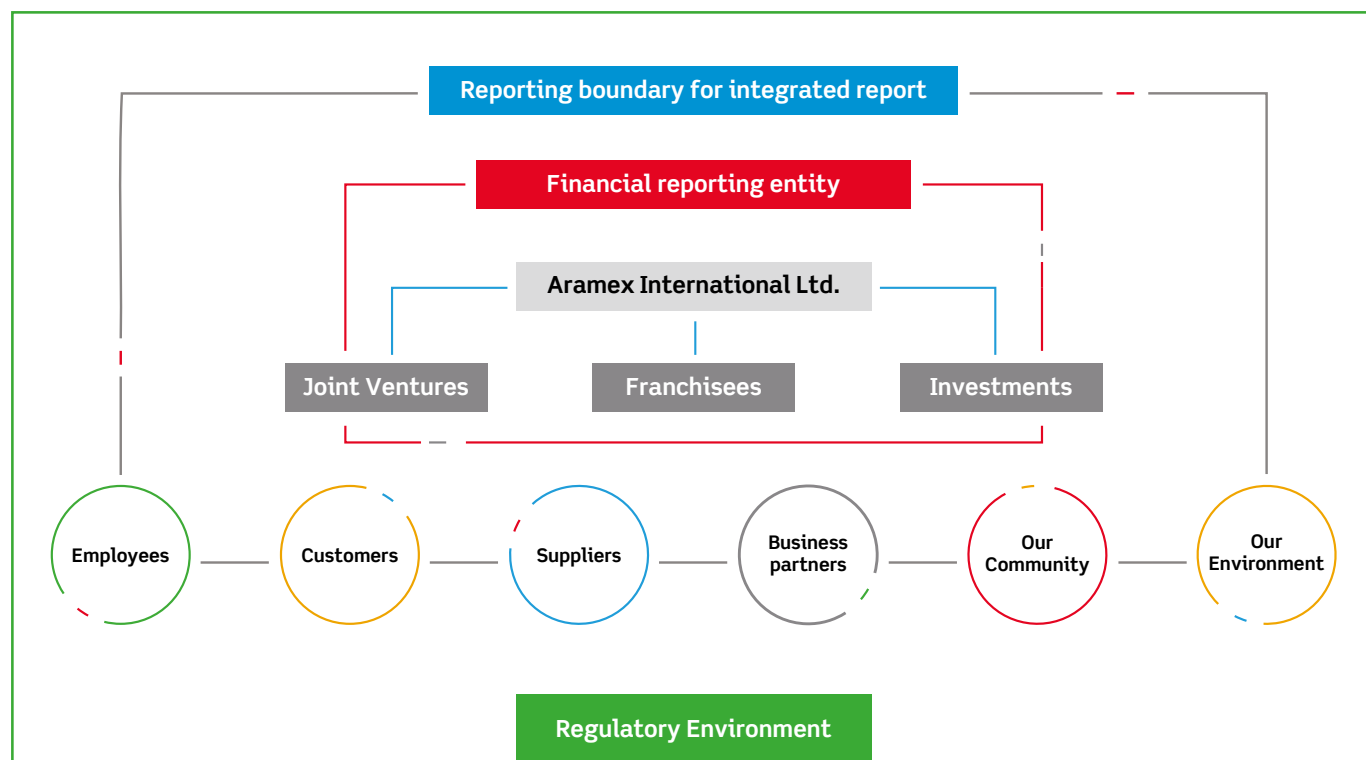 Reporting boundary for integrated report
Financial reporting entity
Aramex International Ltd.
Joint Ventures
Franchisees
Investments
Employees
Customers
Suppliers
Business
partners
Our
Community
Our
Environment
Regulatory Environment